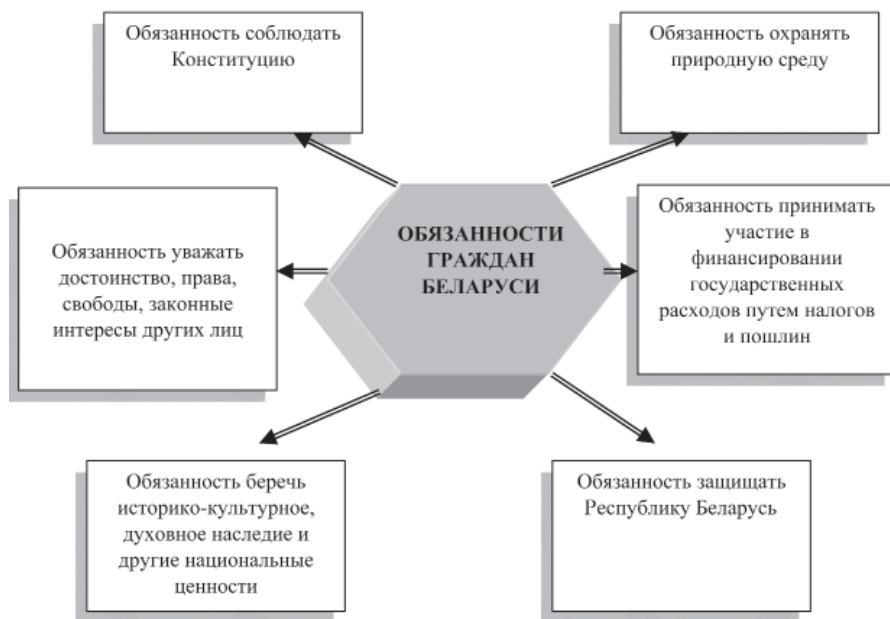 Обязанность соблюдать
Конституцию
Обязанность охранять
природную среду
Обязанность уважать
достоинство, права,
свободы, законные
интересы других лиц
ОБЯЗАННОСТИ
ГРАЖДАН
БЕЛАРУСИ
Обязанность принимать
участие в
финансировании
государственных
расходов путем налогов
и пошлин
Обязанность беречь
историко-культурное,
духовное наследие и
другие национальные
ценности
Обязанность защищать
Республику Беларусь